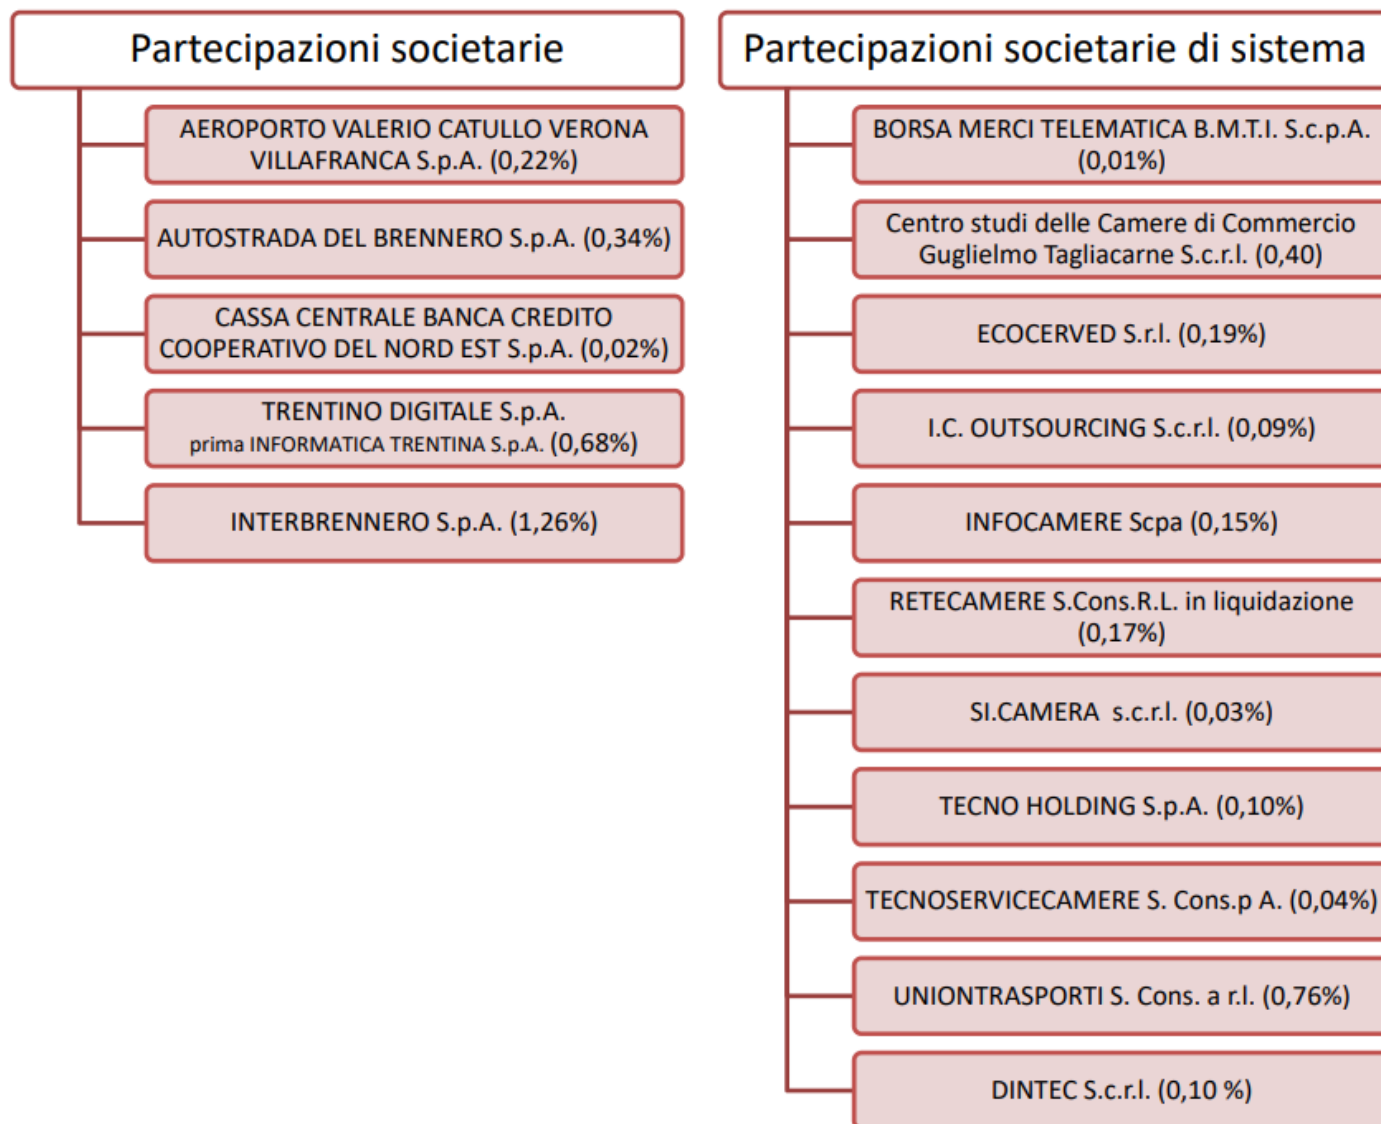 Partecipazioni societarie
AEROPORTO VALERIO CATULLO VERONA
VILLAFRANCA S.p.A. (0,22%)
AUTOSTRADA DEL BRENNERO S.p.A. (0,34%)
CASSA CENTRALE BANCA CREDITO
COOPERATIVO DEL NORD EST S.p.A. (0,02%)
TRENTINO DIGITALE S.p.A.
prima INFORMATICA TRENTINA S.p.A. (0,68%)
INTERBRENNERO S.p.A. (1,26%)
Partecipazioni societarie di sistema
BORSA MERCI TELEMATICA B.M.T.I. S.c.p.A.
(0,01%)
Centro studi delle Camere di Commercio
Guglielmo Tagliacarne S.c.r.l. (0,40)
ECOCERVED S.r.l. (0,19%)
I.C. OUTSOURCING S.c.r.l. (0,09%)
INFOCAMERE Scpa (0,15%)
RETECAMERE S.Cons.R.L. in liquidazione
(0,17%)
SI.CAMERA  s.c.r.l. (0,03%)
TECNO HOLDING S.p.A. (0,10%)
TECNOSERVICECAMERE S. Cons.p A. (0,04%)
UNIONTRASPORTI S. Cons. a r.l. (0,76%)
DINTEC S.c.r.l. (0,10 %)